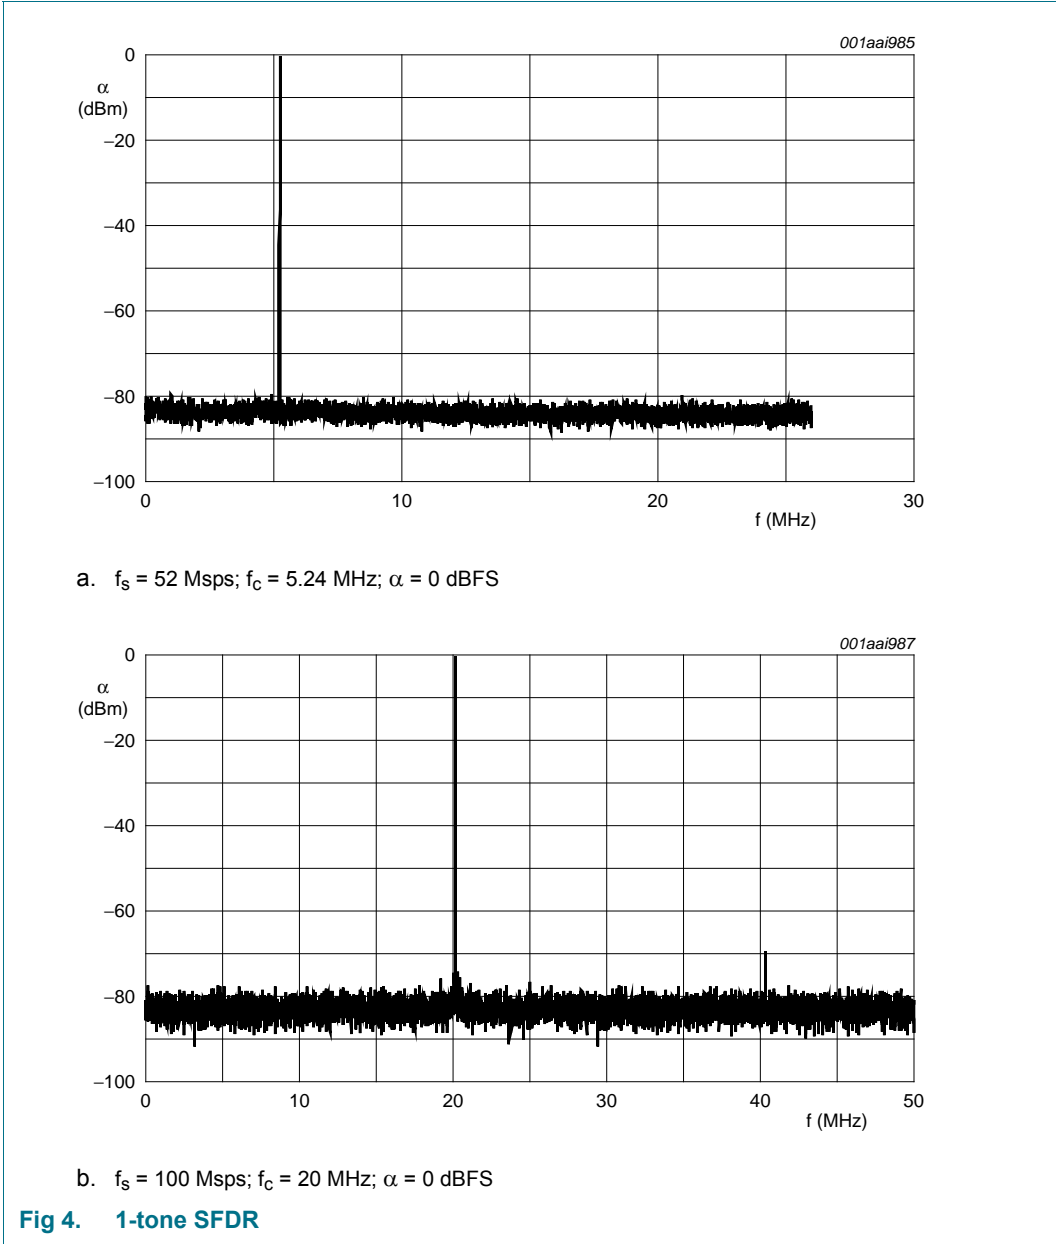 001aai985
0
α
(dBm)
−20
−40
−60
−80
−100
0 10 20 30
f (MHz)
a. fs = 52 Msps; fc = 5.24 MHz; α = 0 dBFS
001aai987
0
α
(dBm)
−20
−40
−60
−80
−100
0 10 20 30 40 50
f (MHz)
b. fs = 100 Msps; fc = 20 MHz; α = 0 dBFS
Fig 4. 1-tone SFDR